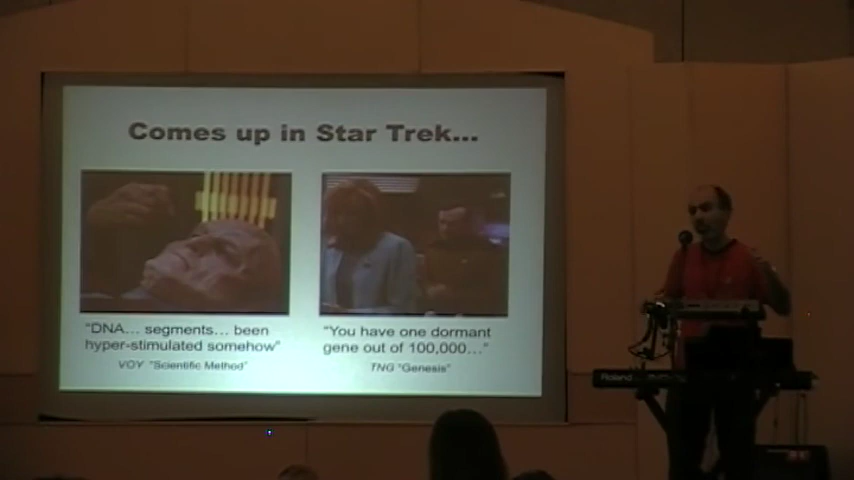 Comes up in Star Trek...
"DNA... segments... been
hyper-stimulated somehow"
VOY "Scientific Method"
"You have one dormant
gene out of 100,000..."
TNG "Genesis"
Roland